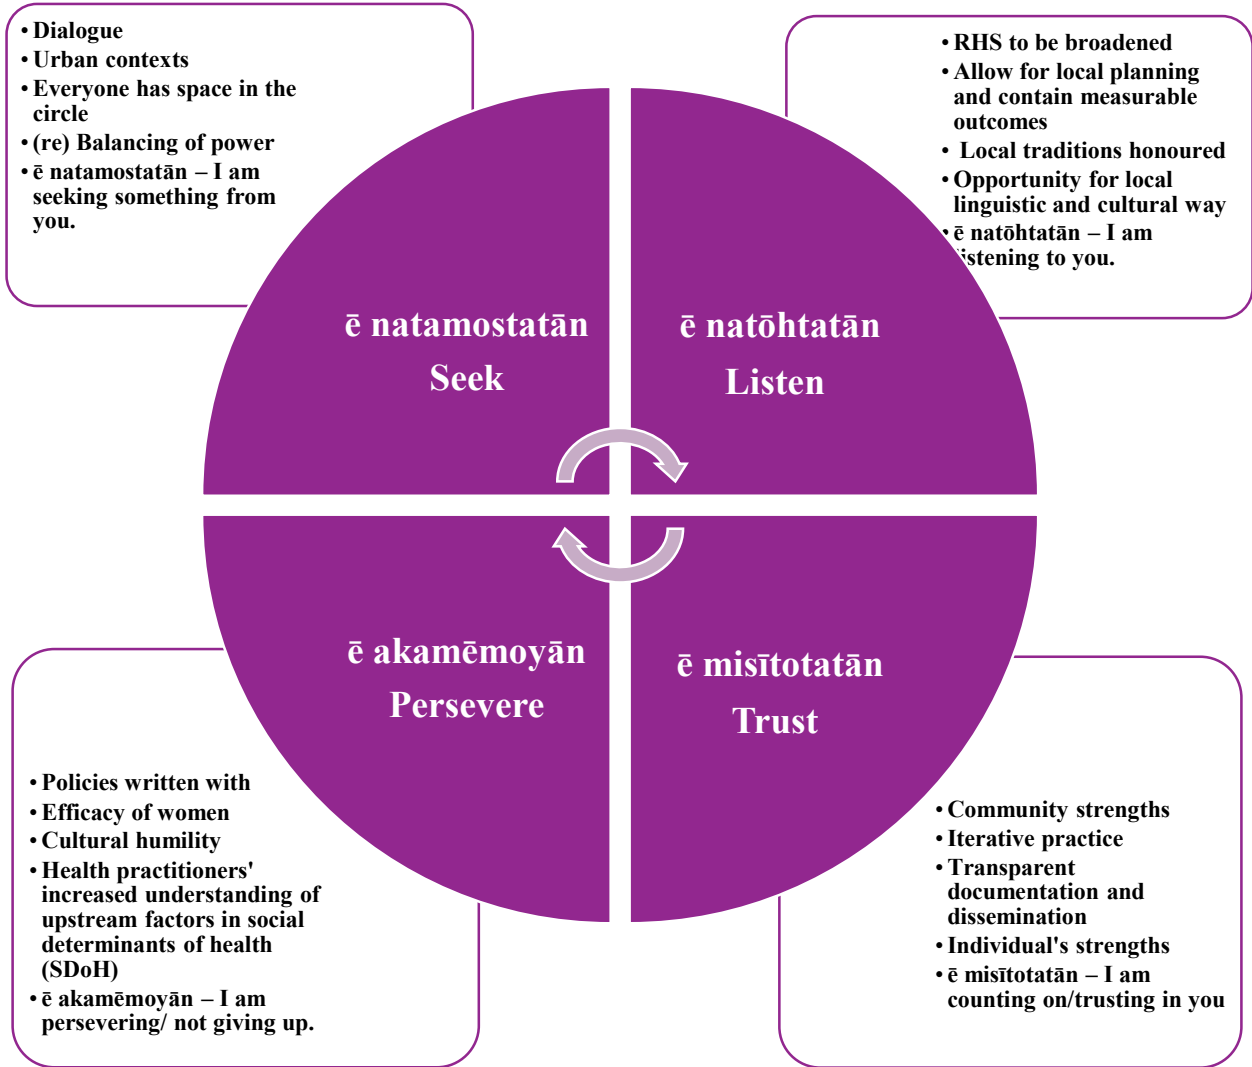 • Dialogue
• Urban contexts
• Everyone has space in the
circle
• (re) Balancing of power
• ē natamostatān – I am
seeking something from
you.
• RHS to be broadened
• Allow for local planning
and contain measurable
outcomes
• Local traditions honoured
• Opportunity for local
linguistic and cultural way
• ē natōhtatān – I am
listening to you.
ē natamostatān
Seek
ē natōhtatān
Listen
ē akamēmoyān
Persevere
ē misītotatān
Trust
• Policies written with
• Efficacy of women
• Cultural humility
• Health practitioners'
increased understanding of
upstream factors in social
determinants of health
(SDoH)
• ē akamēmoyān – I am
persevering/ not giving up.
• Community strengths
• Iterative practice
• Transparent
documentation and
dissemination
• Individual's strengths
• ē misītotatān – I am
counting on/trusting in you